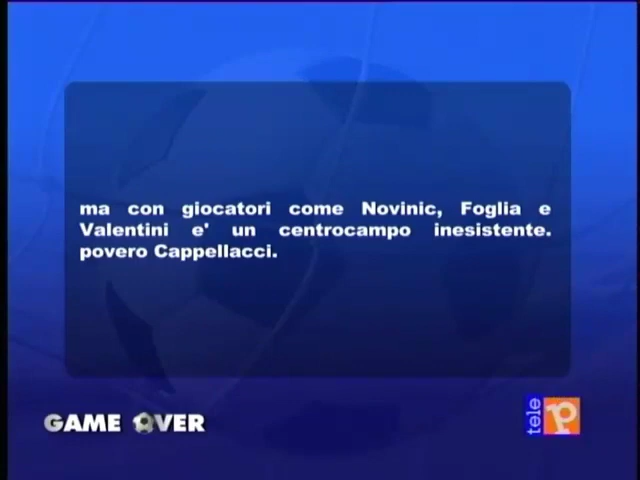 ma con giocatori come Novinic, Foglia e
Valentini e' un centrocampo inesistente.
povero Cappellacci.
GAME OVER
tele p